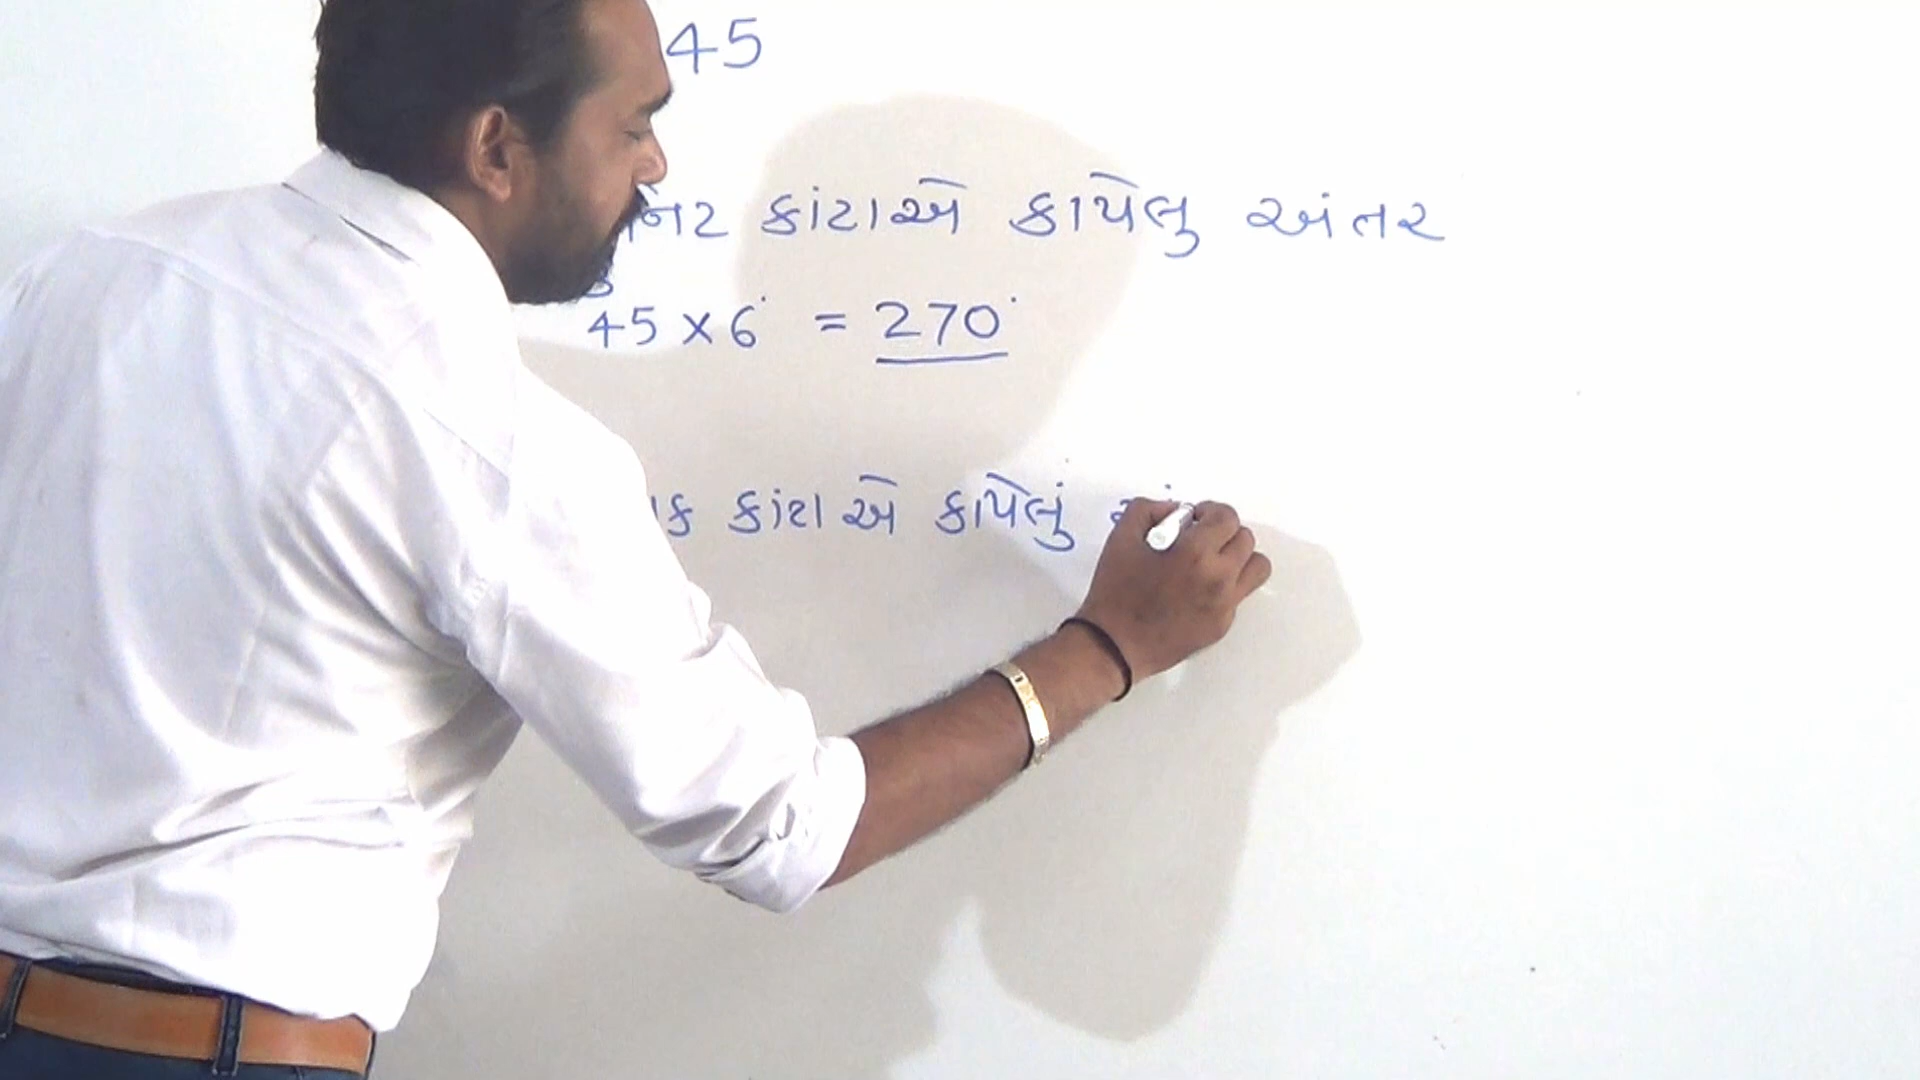 45
કાંટાએ કાપેલુ અંતર
45 × 6° = 270°
કાંટાએ કાપેલું